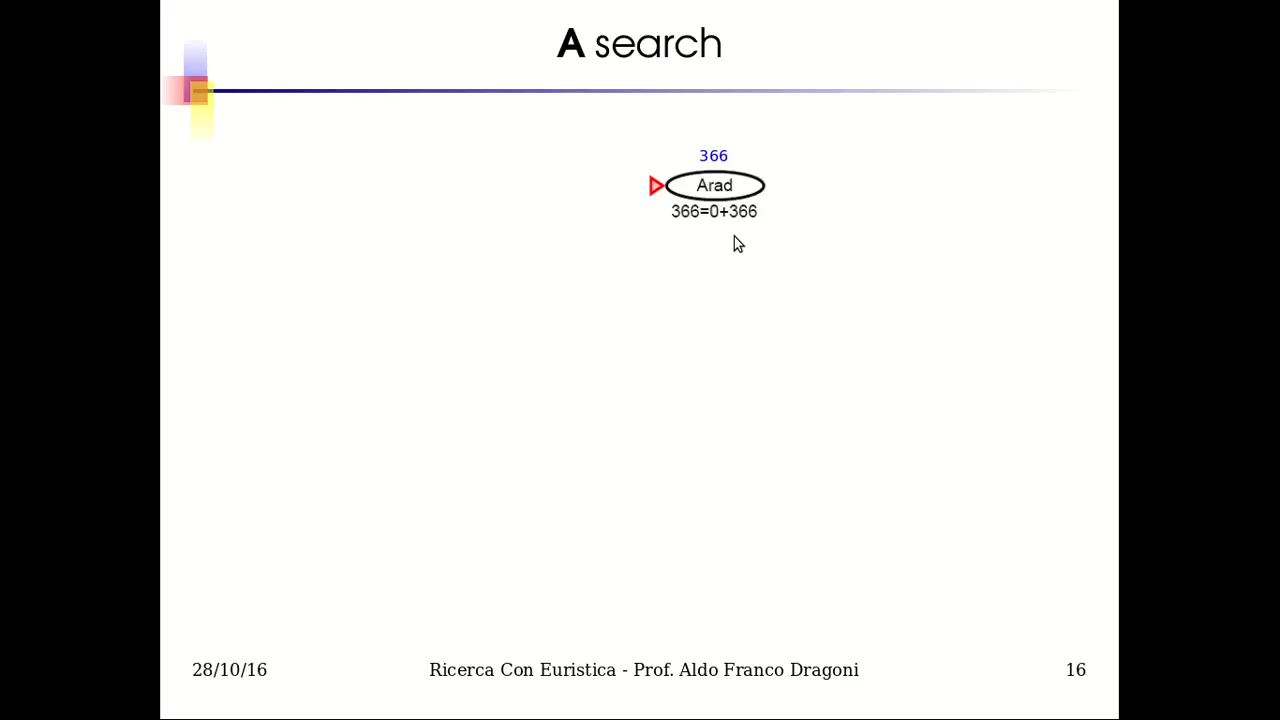 A search
366
Arad
366=0+366
28/10/16
Ricerca Con Euristica - Prof. Aldo Franco Dragoni
16